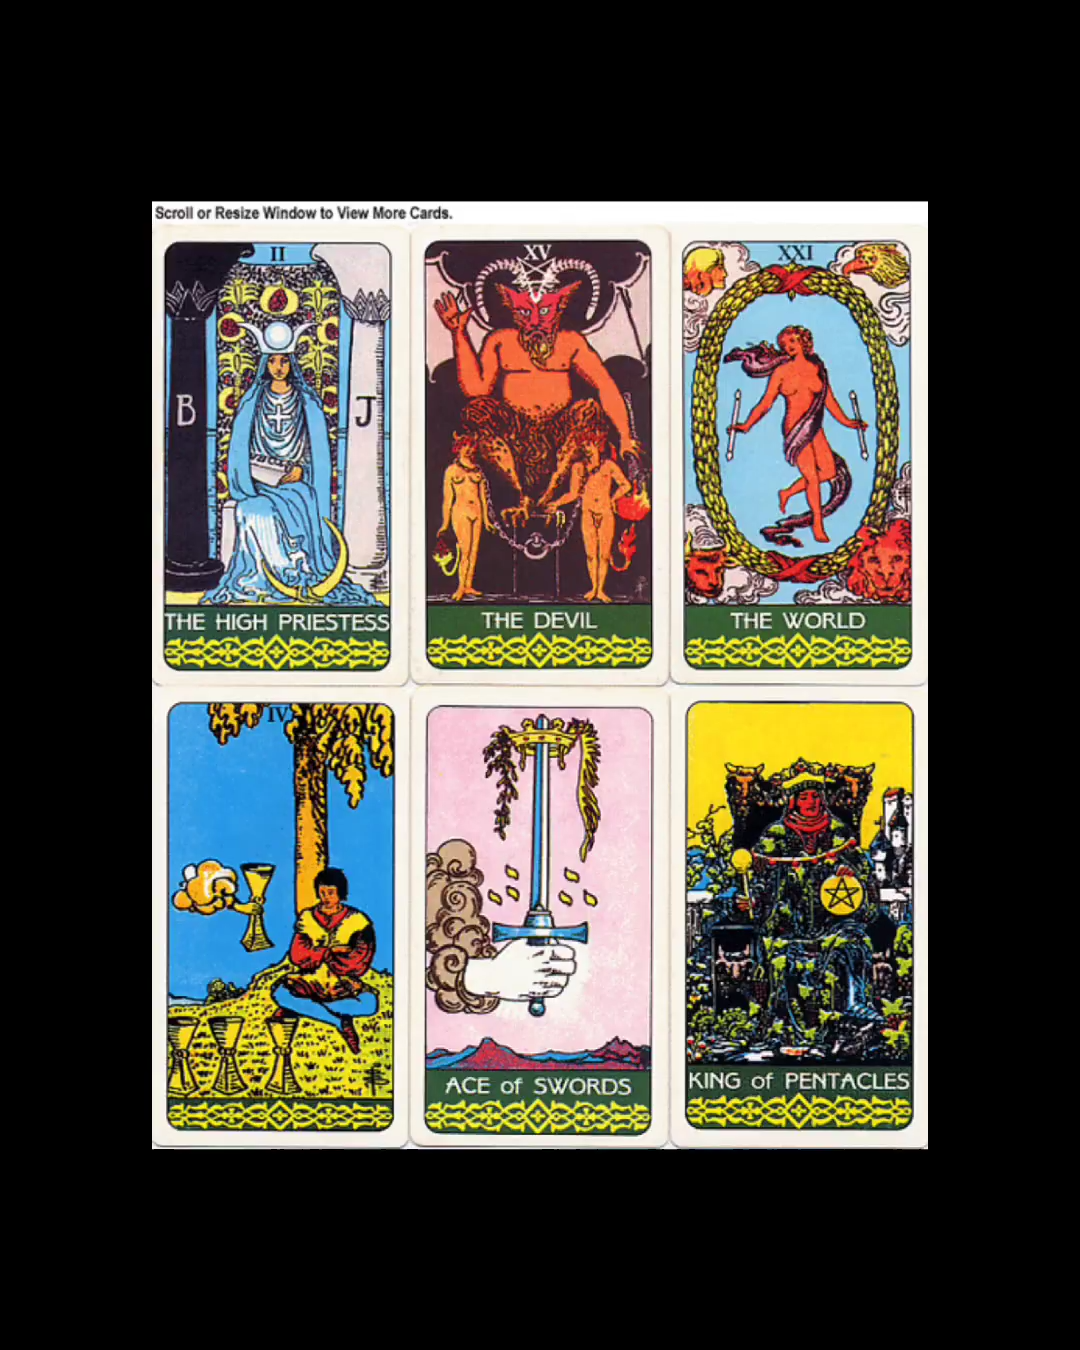 Scroll or Resize Window to View More Cards.
II
XV
XXI
B
J
THE HIGH PRIESTESS
THE DEVIL
THE WORLD
IV
ACE of SWORDS
KING of PENTACLES